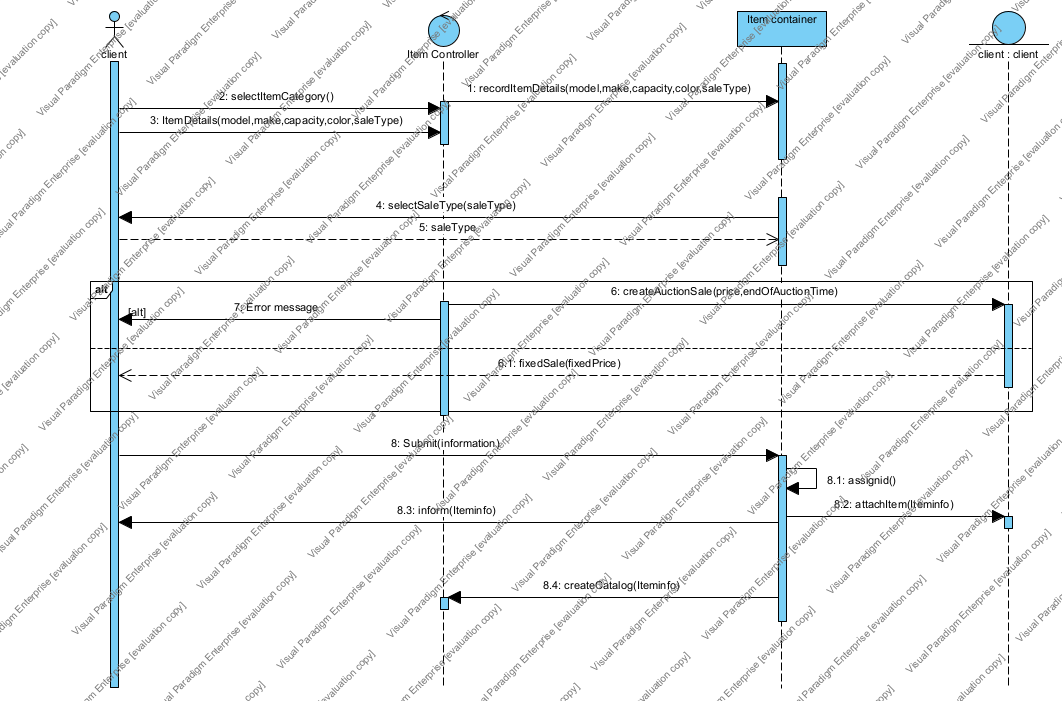 client
Item Controller
Item container
client : client
1: recordItemDetails(model,make,capacity,color,saleType)
2: selectItemCategory()
3: ItemDetails(model,make,capacity,color,saleType)
4: selectSaleType(saleType)
5: saleType
alt
[alt]
6: createAuctionSale(price,endOfAuctionTime)
7: Error message
6.1: fixedSale(fixedPrice)
8: Submit(information.)
8.1: assignid()
8.2: attachItem(Iteminfo)
8.3: inform(Iteminfo)
8.4: createCatalog(Iteminfo)
Visual Paradigm Enterprise [evaluation copy]